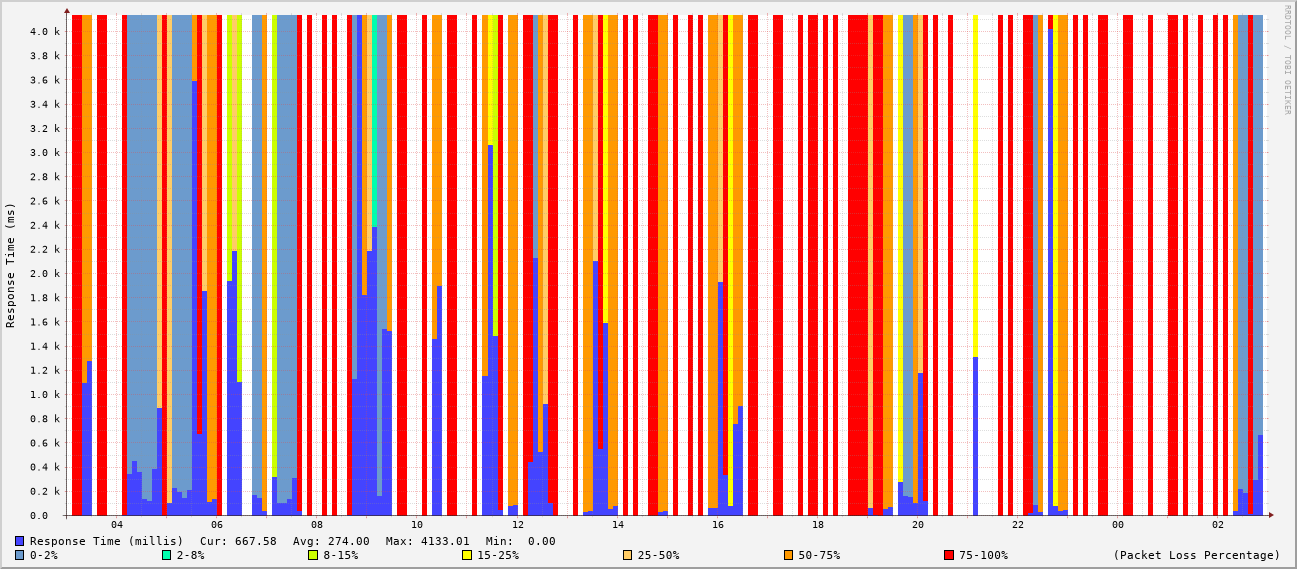 RRDTOOL / TOBI OETIKER
Response Time (ms)
4.0 k
3.8 k
3.6 k
3.4 k
3.2 k
3.0 k
2.8 k
2.6 k
2.4 k
2.2 k
2.0 k
1.8 k
1.6 k
1.4 k
1.2 k
1.0 k
0.8 k
0.6 k
0.4 k
0.2 k
0.0
04 06 08 10 12 14 16 18 20 22 00 02
Response Time (millis) Cur: 667.58 Avg: 274.00 Max: 4133.01 Min: 0.00
0-2% 2-8% 8-15% 15-25% 25-50% 50-75% 75-100% (Packet Loss Percentage)